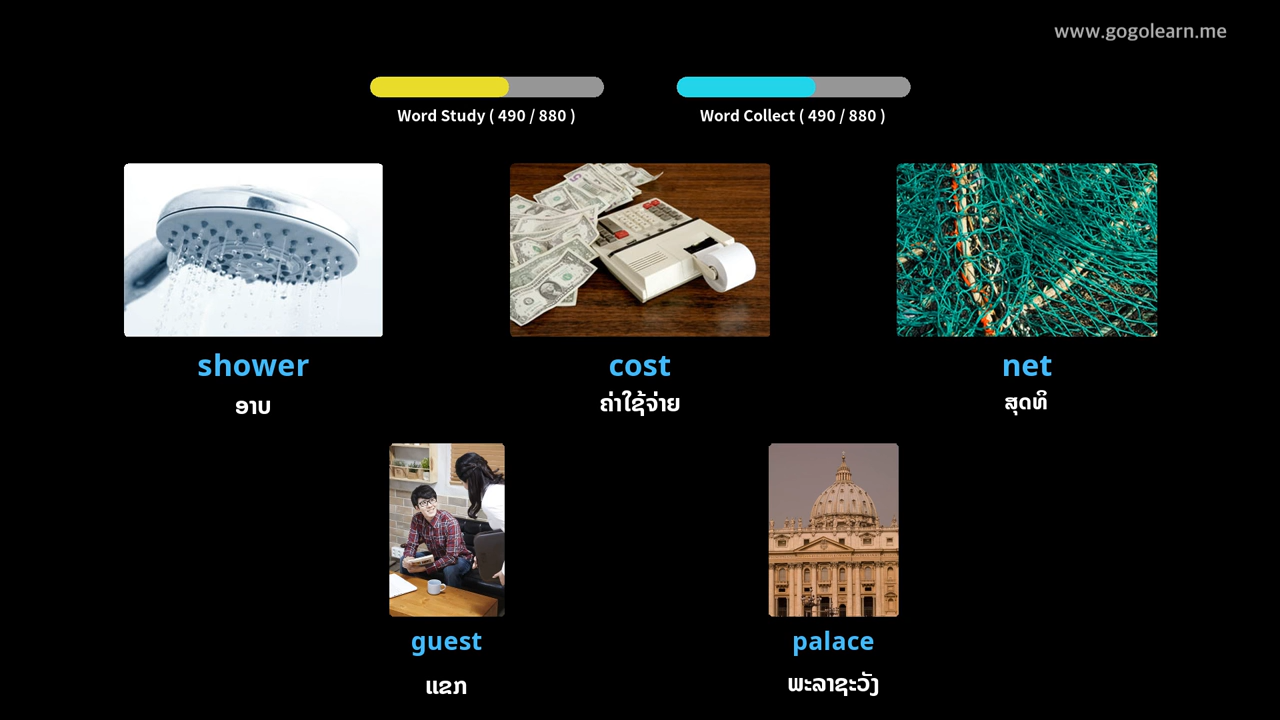 www.gogolearn.me
Word Study ( 490 / 880 )
Word Collect ( 490 / 880 )
shower
ອາບ
cost
ຄ່າໃຊ້ຈ່າຍ
net
ສຸດທິ
guest
ແຂກ
palace
ພະລາຊະວັງ